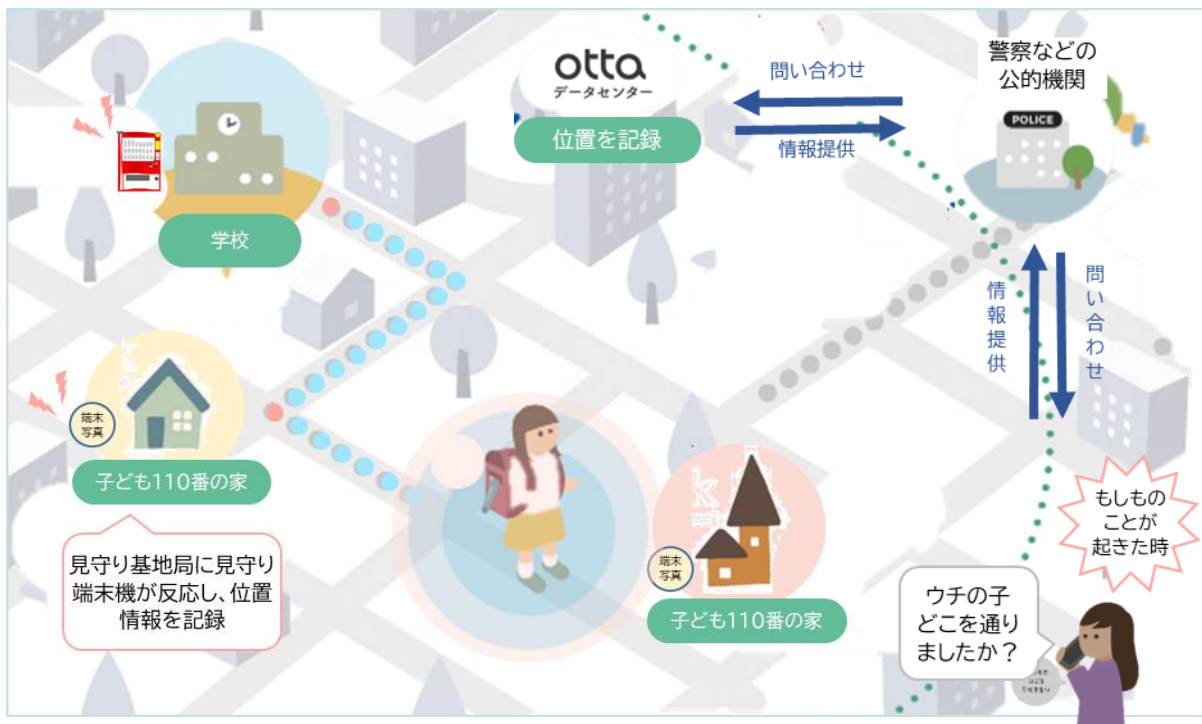 otta
データセンター
位置を記録
問い合わせ
情報提供
警察などの
公的機関
POLICE
学校
情報提供
問い合わせ
端末
写真
子ども110番の家
見守り基地局に見守り
端末機が反応し、位置
情報を記録
端末
写真
子ども110番の家
もしもの
ことが
起きた時
ウチの子
どこを通り
ましたか？